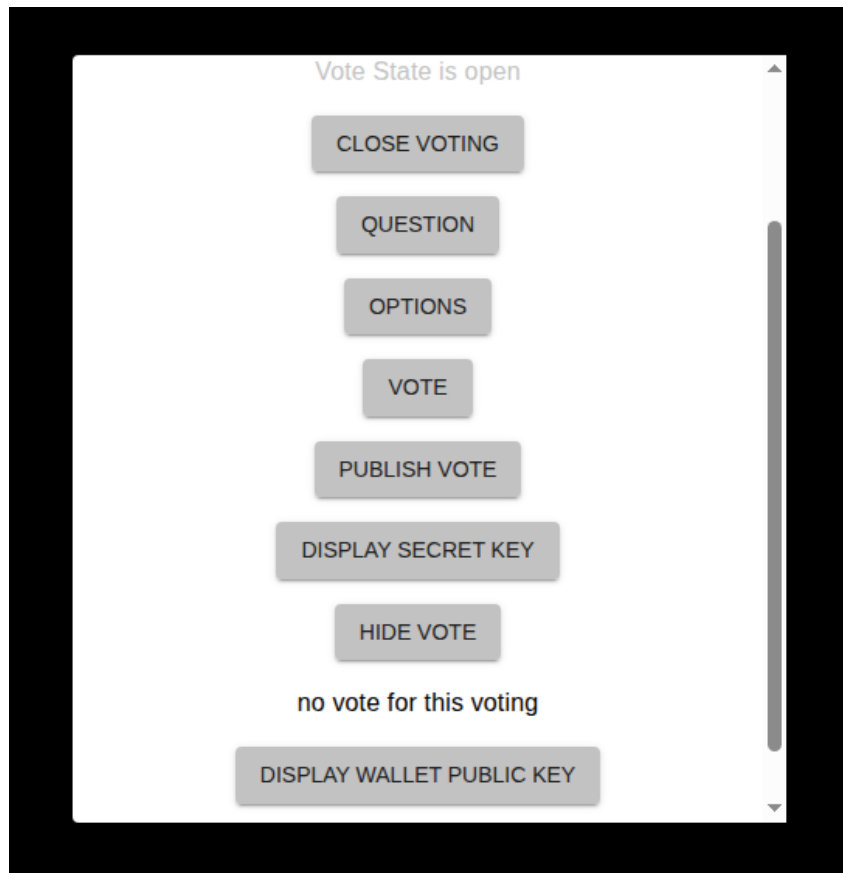 Vote State is open
CLOSE VOTING
QUESTION
OPTIONS
VOTE
PUBLISH VOTE
DISPLAY SECRET KEY
HIDE VOTE
no vote for this voting
DISPLAY WALLET PUBLIC KEY